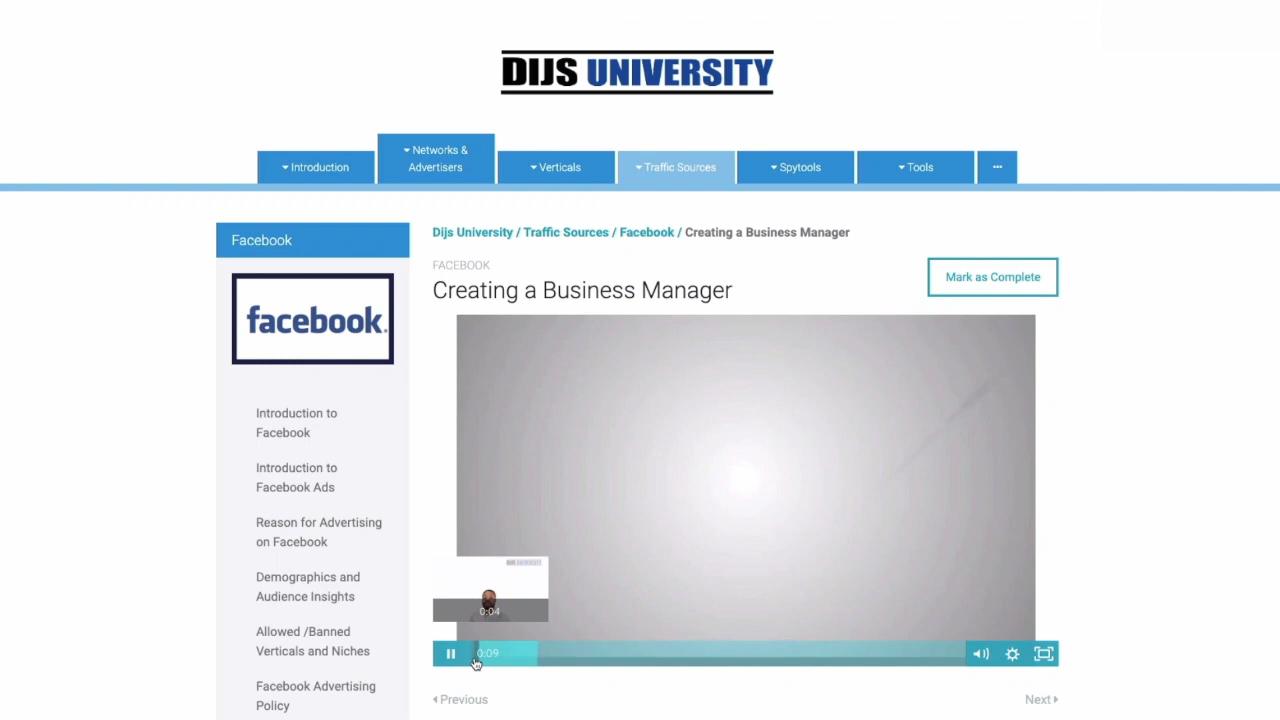 DIJS UNIVERSITY
Introduction
Networks &
Advertisers
Verticals
Traffic Sources
Spytools
Tools
Facebook
facebook.
Introduction to
Facebook
Introduction to
Facebook Ads
Reason for Advertising
on Facebook
Demographics and
Audience Insights
Allowed /Banned
Verticals and Niches
Facebook Advertising
Policy
Dijs University / Traffic Sources / Facebook / Creating a Business Manager
FACEBOOK
Creating a Business Manager
Mark as Complete
DIJS UNIVERSITY
0:04
0:09
Previous
Next